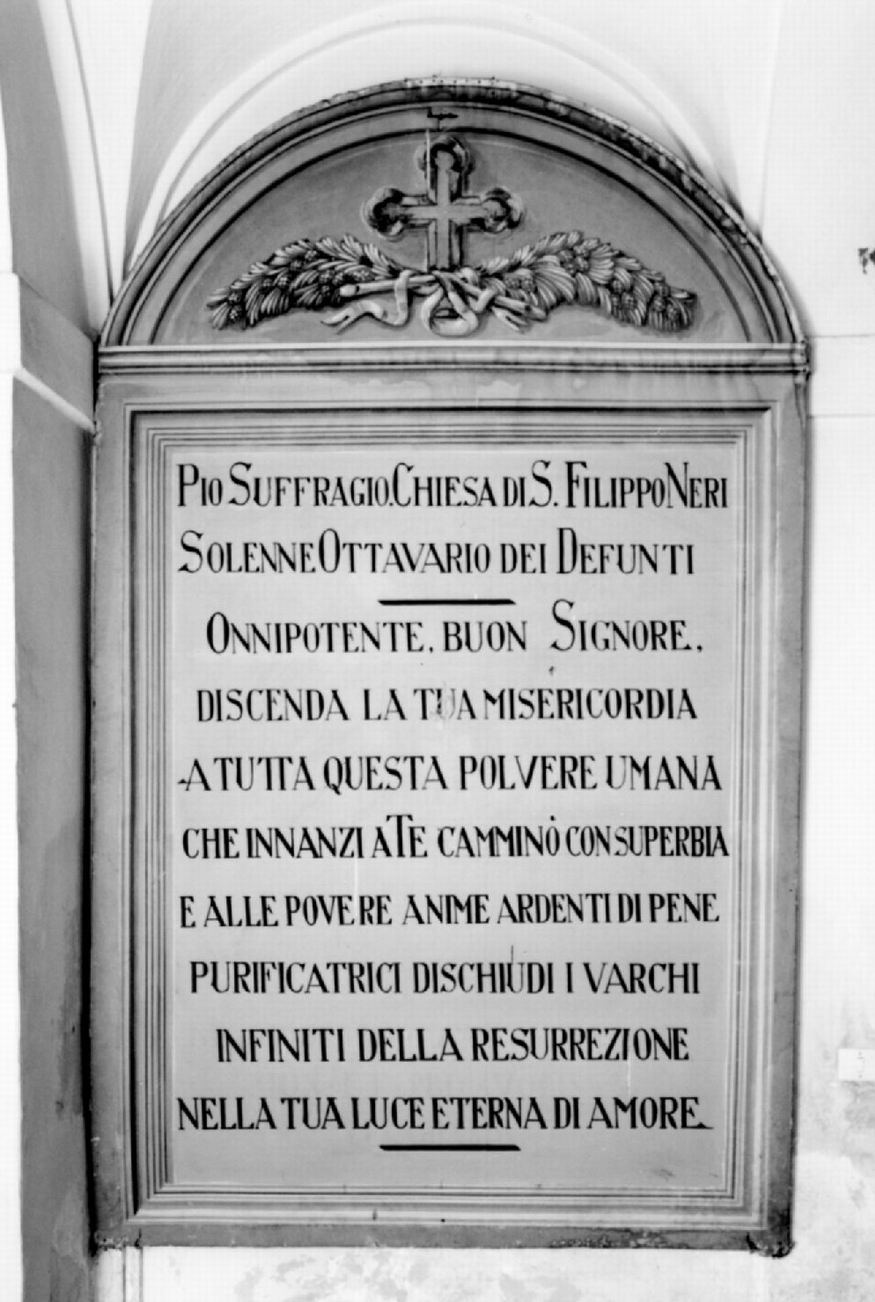 PIO SUFFRAGIO. CHIESA DI S. FILIPPO NERI
SOLENNE OTTAVARIO DEI DEFUNTI
ONNIPOTENTE, BUON SIGNORE,
DISCENDA LA TUA MISERICORDIA
A TUTTA QUESTA POLVERE UMANA
CHE INNANZI A TE CAMMINÒ CON SUPERBIA
E ALLE POVERE ANIME ARDENTI DI PENE
PURIFICATRICI DISCHIUDI I VARCHI
INFINITI DELLA RESURREZIONE
NELLA TUA LUCE ETERNA DI AMORE